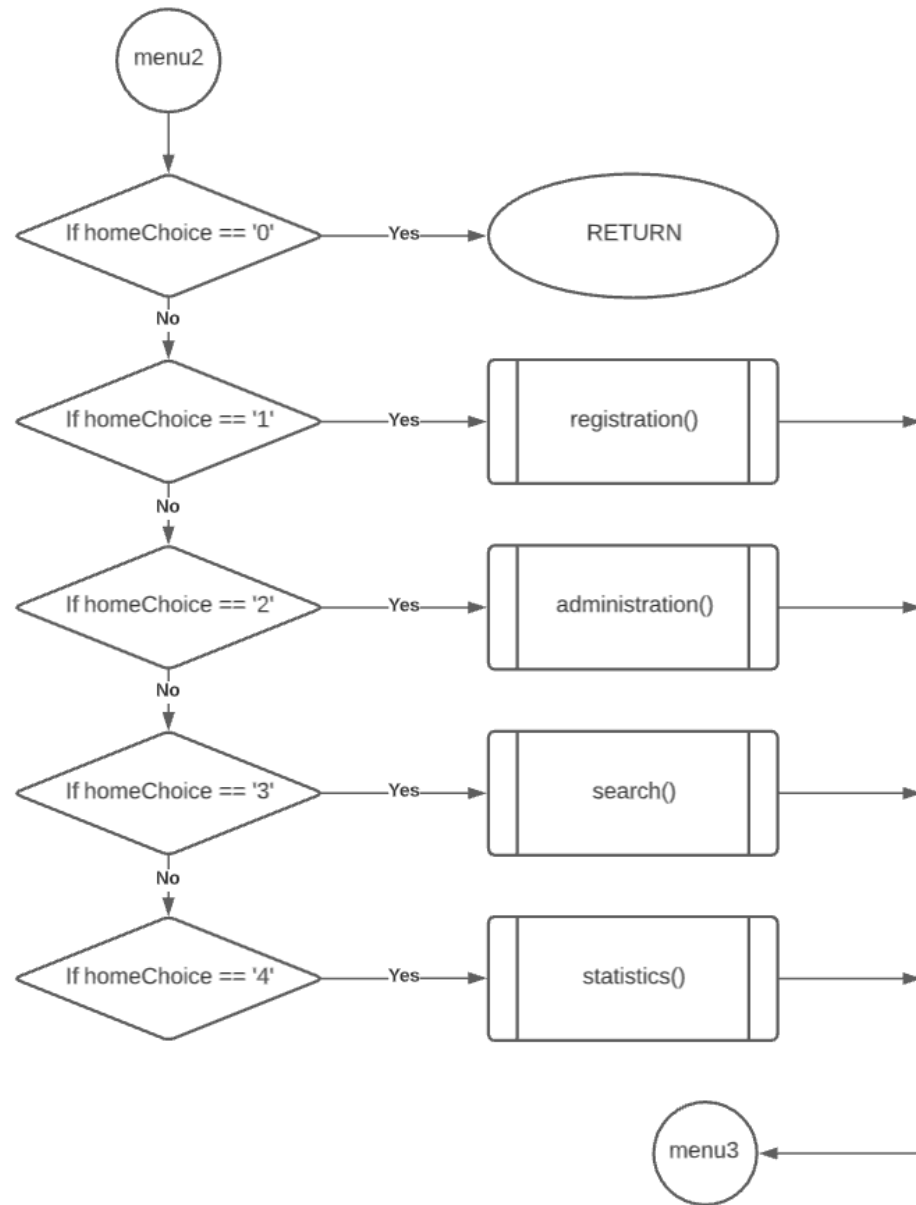 menu2
If homeChoice == '0'
Yes
RETURN
No
If homeChoice == '1'
Yes
registration()
No
If homeChoice == '2'
Yes
administration()
No
If homeChoice == '3'
Yes
search()
No
If homeChoice == '4'
Yes
statistics()
menu3